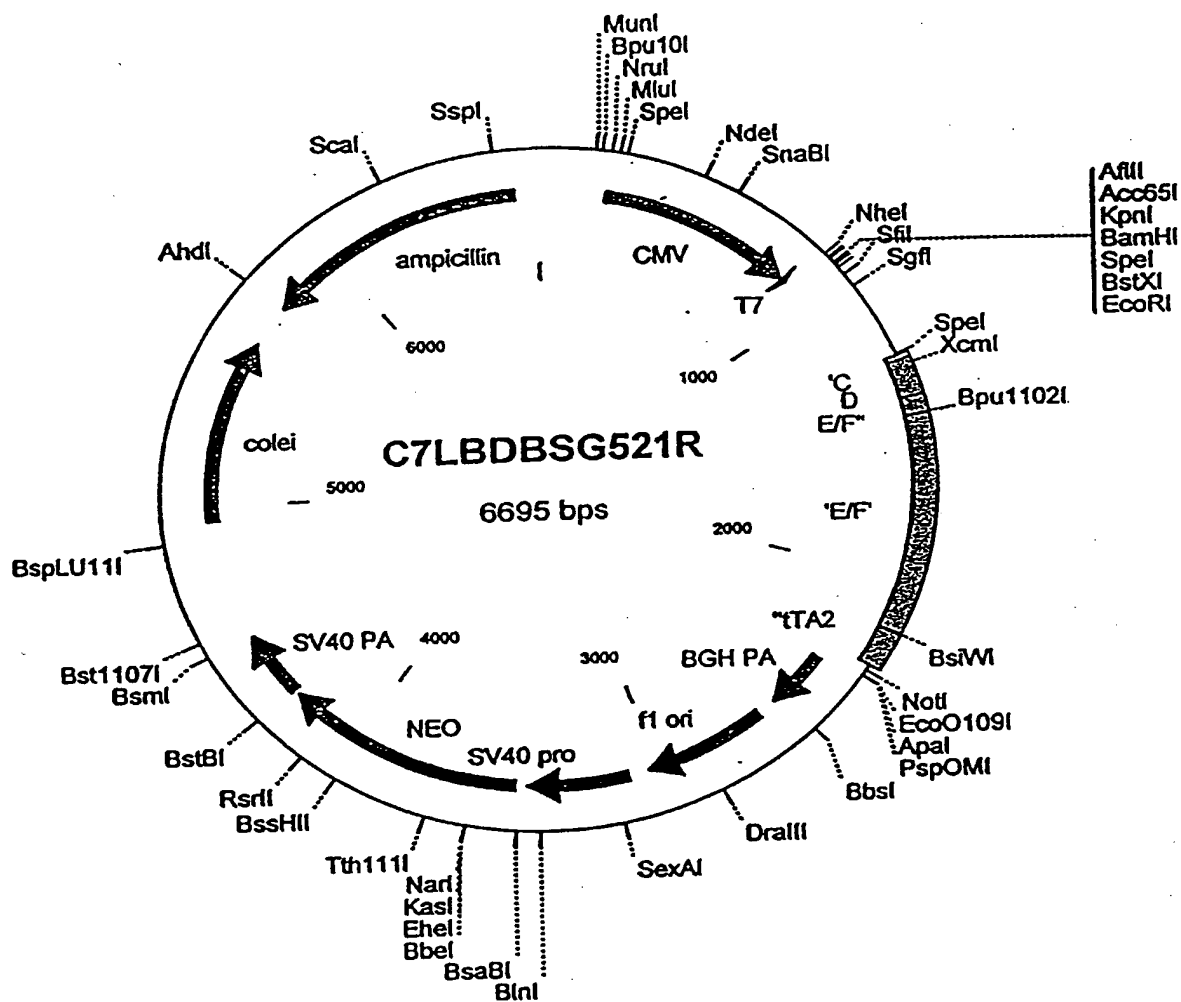 MunI
Bpu10I
NruI
MluI
SpeI
NdeI
SnaBI
NheI
SfiI
SgfI
AflII
Acc65I
KpnI
BamHI
SpeI
BstXI
EcoRI
SspI
ScaI
AhdI
ampicillin
I
CMV
T7
6000
1000
SpeI
XcmI
Bpu1102I
'C
D
E/F"
colei
C7LBDBSG521R
6695 bps
5000
'E/F'
2000
BspLU11I
"tTA2
SV40 PA
4000
3000
BGH PA
BsiWI
Bst1107I
BsmI
NotI
EcoO109I
ApaI
PspOMI
f1 ori
NEO
SV40 pro
BstBI
BbsI
RsrII
BssHII
DraIII
Tth111I
SexAI
NarI
KasI
EheI
BbeI
BsaBI
BlnI